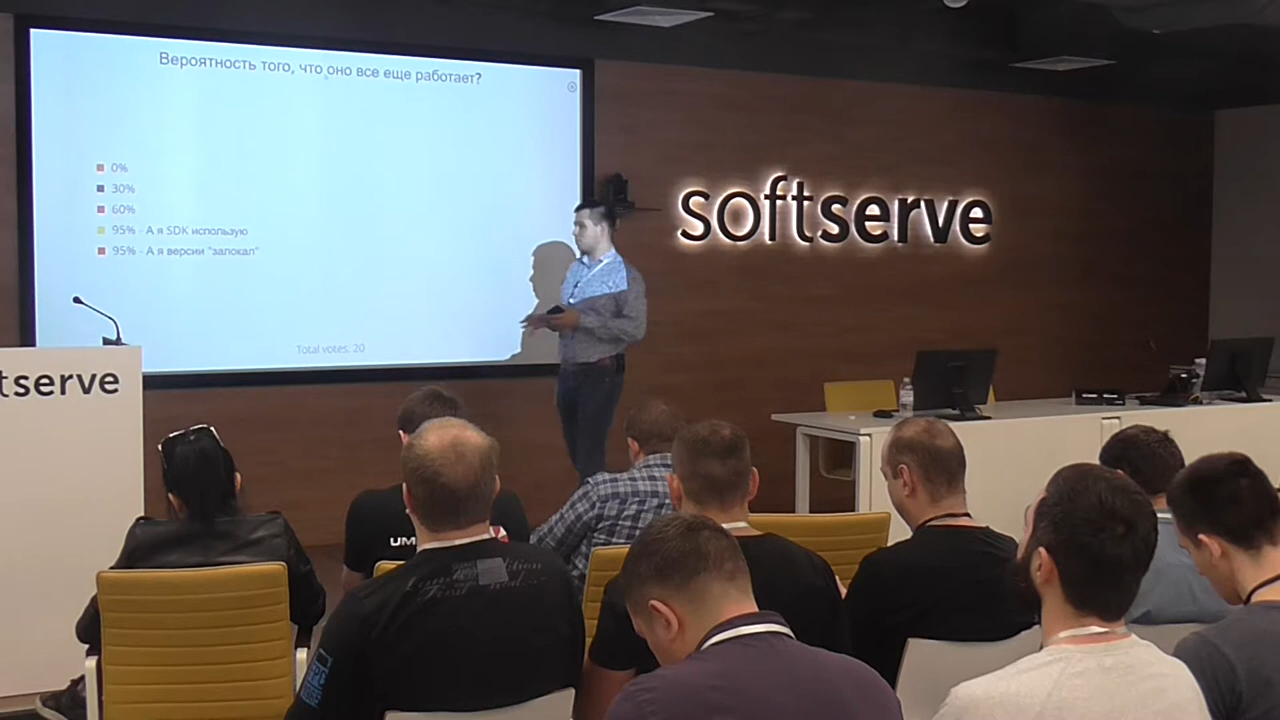 Вероятность того, что оно все еще работает?
0%
30%
60%
95% - А я SDK использую
95% - А я версии "залокал"
Total votes: 20
softserve
tserve
UM